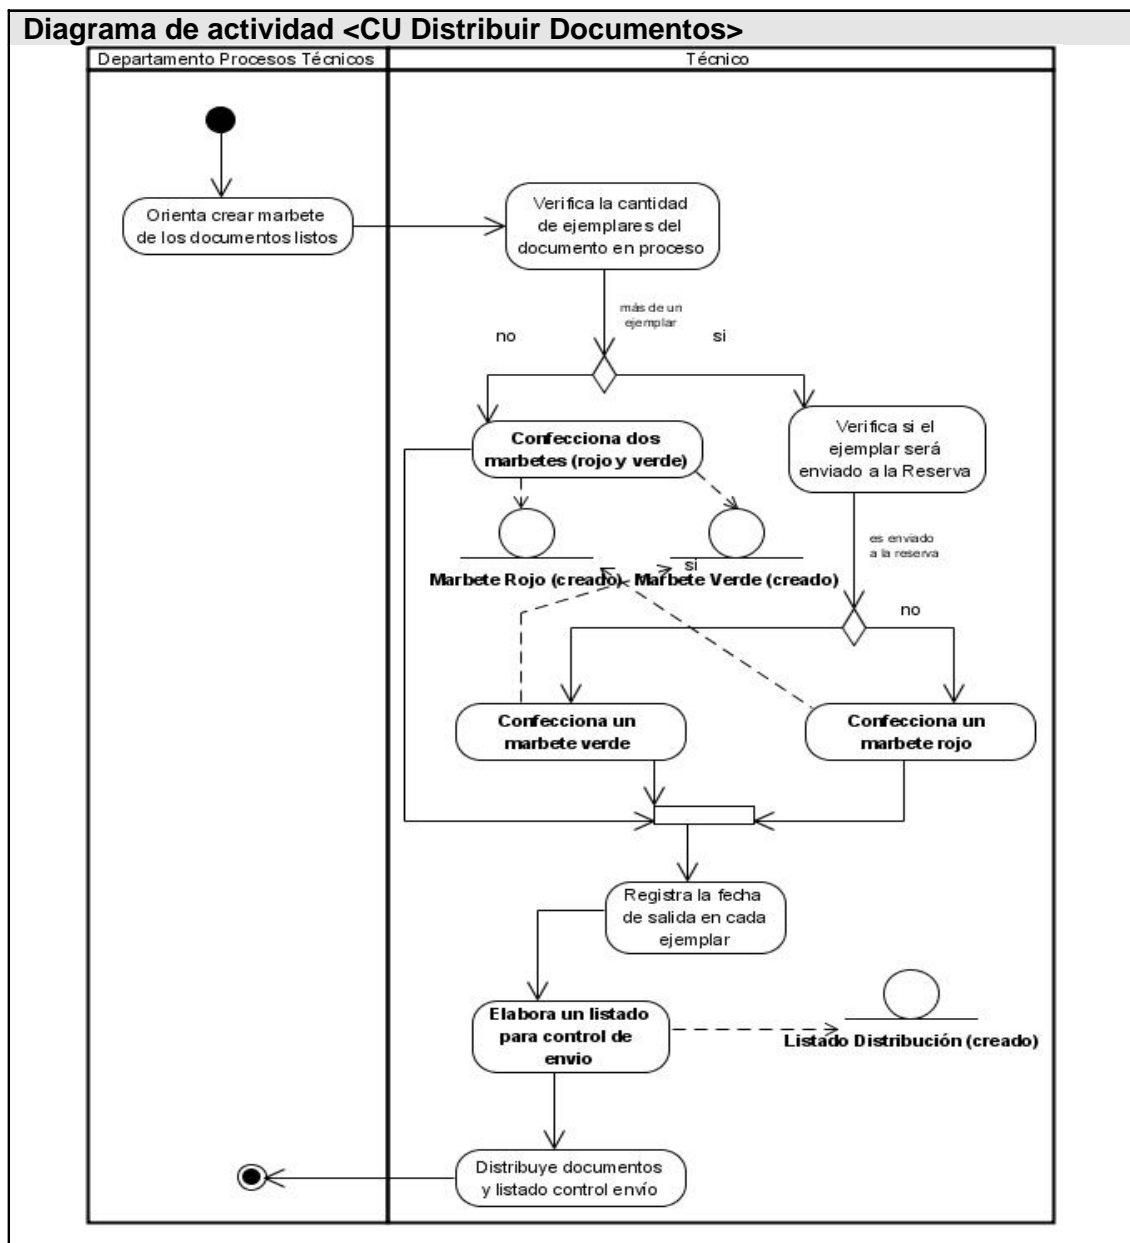 Diagrama de actividad <CU Distribuir Documentos>
Departamento Procesos Técnicos
Técnico
Orienta crear marbete
de los documentos listos
Verifica la cantidad
de ejemplares del
documento en proceso
más de un
ejemplar
no
si
Confecciona dos
marbetes (rojo y verde)
Verifica si el
ejemplar será
enviado a la Reserva
es enviado
a la reserva
Marbete Rojo (creado)
Marbete Verde (creado)
si
no
Confecciona un
marbete verde
Confecciona un
marbete rojo
Registra la fecha
de salida en cada
ejemplar
Elabora un listado
para control de
envio
Listado Distribución (creado)
Distribuye documentos
y listado control envío